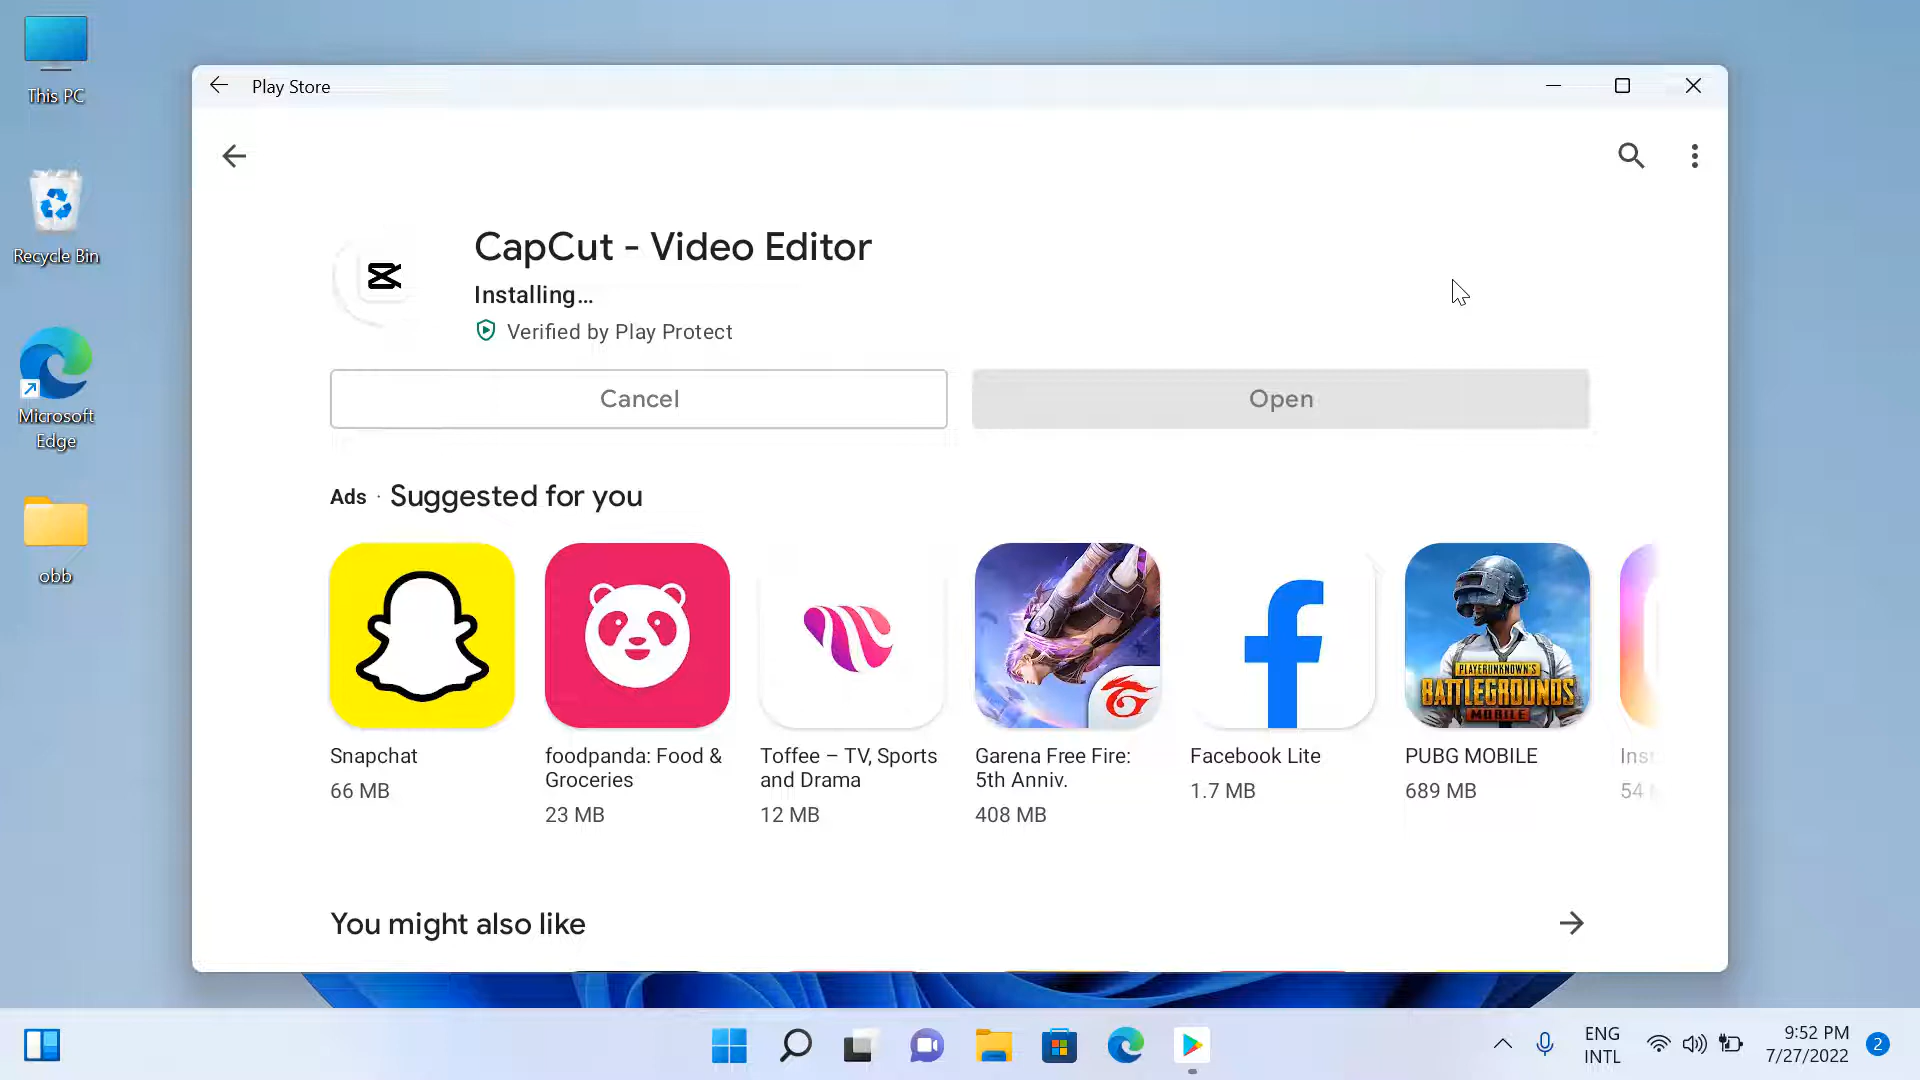 This PC
Recycle Bin
Microsoft
Edge
obb
Play Store
CapCut - Video Editor
Installing...
Verified by Play Protect
Cancel
Open
Ads · Suggested for you
PLAYERUNKNOWN'S
BATTLEGROUNDS
MOBILE
Snapchat
66 MB
foodpanda: Food &
Groceries
23 MB
Toffee – TV, Sports
and Drama
12 MB
Garena Free Fire:
5th Anniv.
408 MB
Facebook Lite
1.7 MB
PUBG MOBILE
689 MB
Ins
54
You might also like
ENG
INTL
9:52 PM
7/27/2022
2